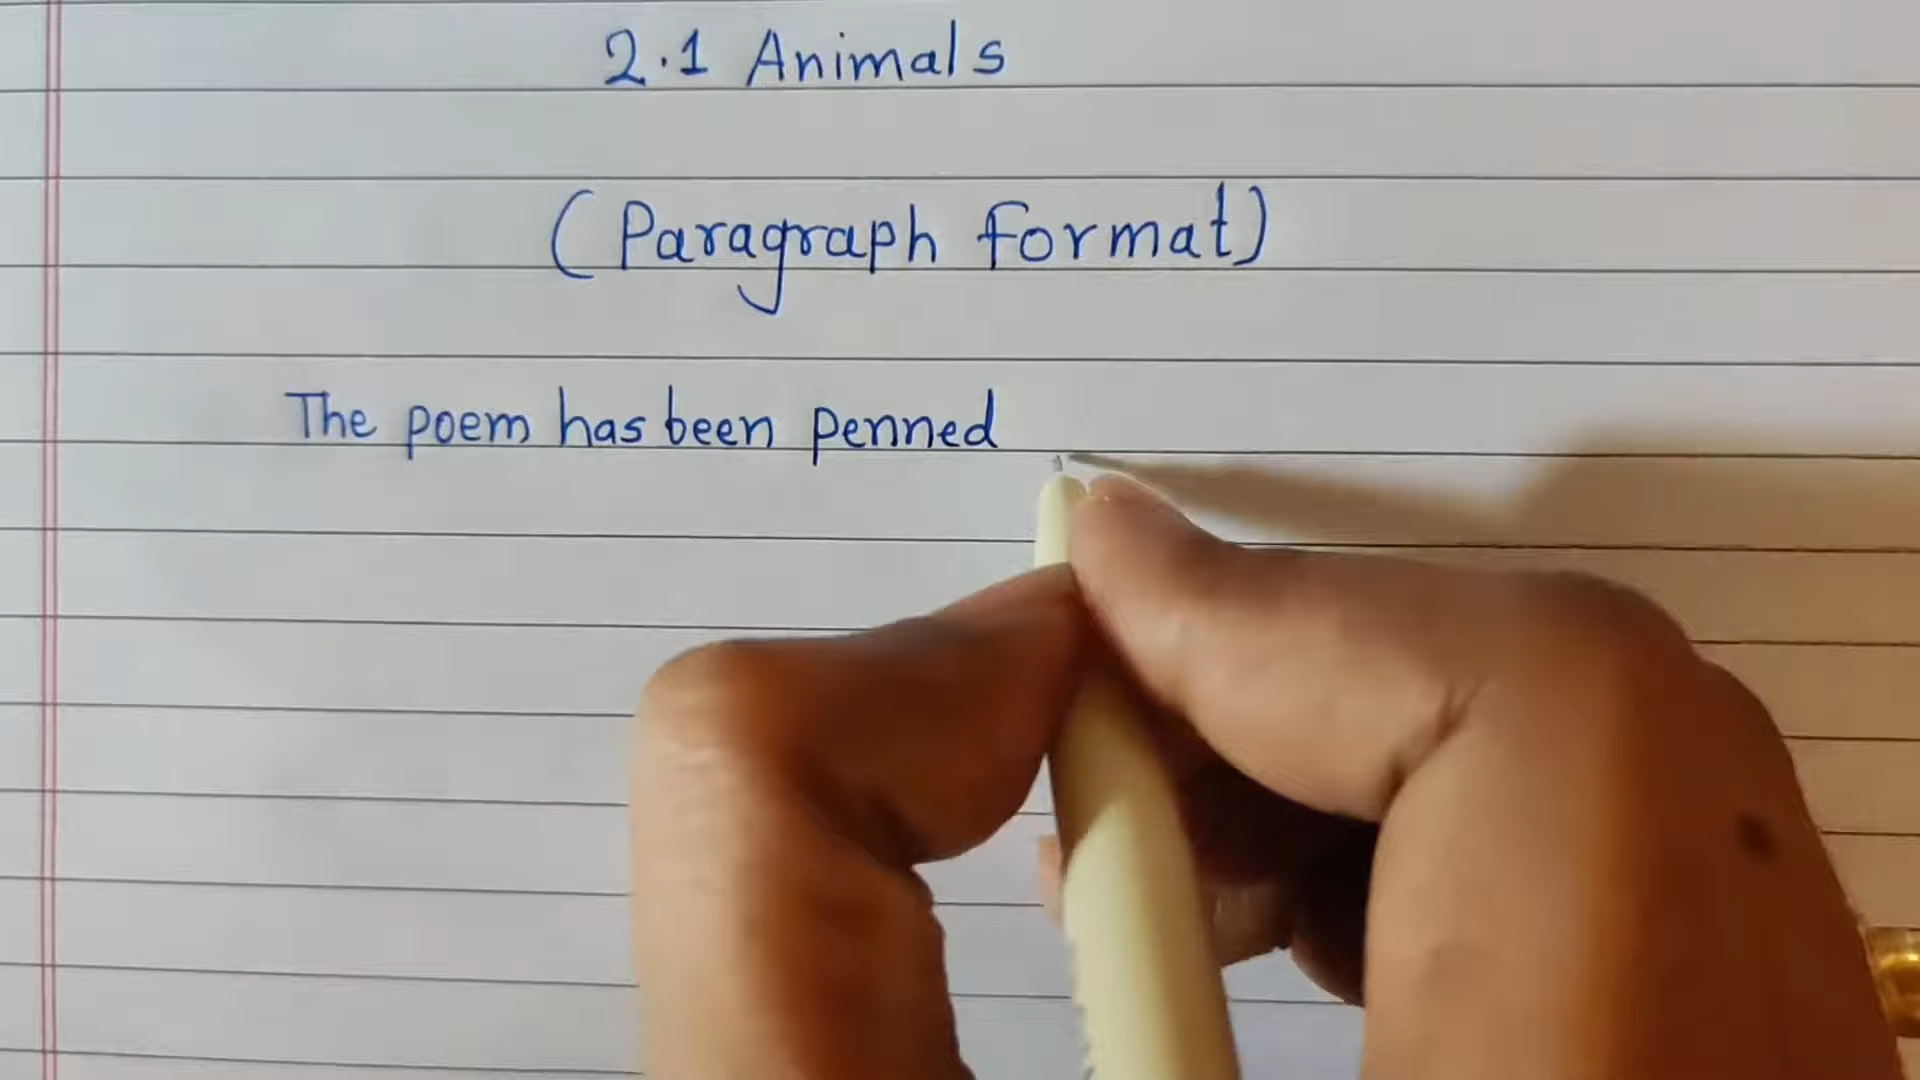 2.1 Animals
(Paragraph format)
The poem has been penned